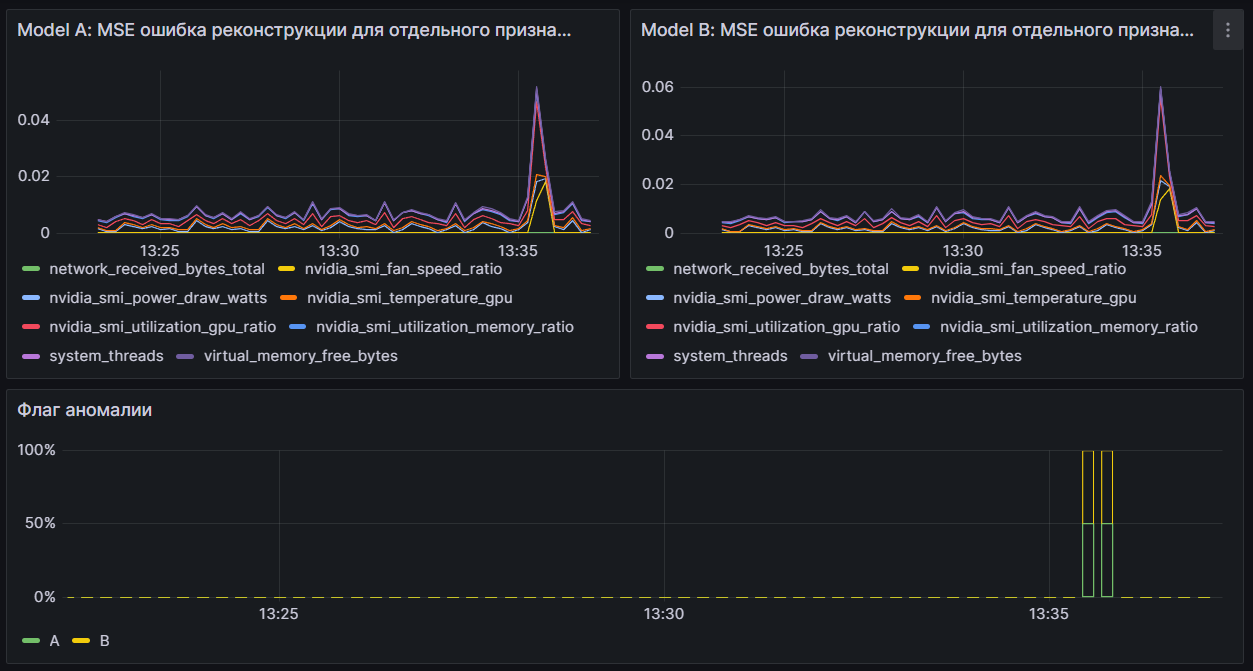 Model A: MSE ошибка реконструкции для отдельного призна...
0.04
0.02
0
13:25 13:30 13:35
network_received_bytes_total nvidia_smi_fan_speed_ratio
nvidia_smi_power_draw_watts nvidia_smi_temperature_gpu
nvidia_smi_utilization_gpu_ratio nvidia_smi_utilization_memory_ratio
system_threads virtual_memory_free_bytes
Model B: MSE ошибка реконструкции для отдельного призна...
0.06
0.04
0.02
0
13:25 13:30 13:35
network_received_bytes_total nvidia_smi_fan_speed_ratio
nvidia_smi_power_draw_watts nvidia_smi_temperature_gpu
nvidia_smi_utilization_gpu_ratio nvidia_smi_utilization_memory_ratio
system_threads virtual_memory_free_bytes
Флаг аномалии
100%
50%
0%
13:25 13:30 13:35
A B